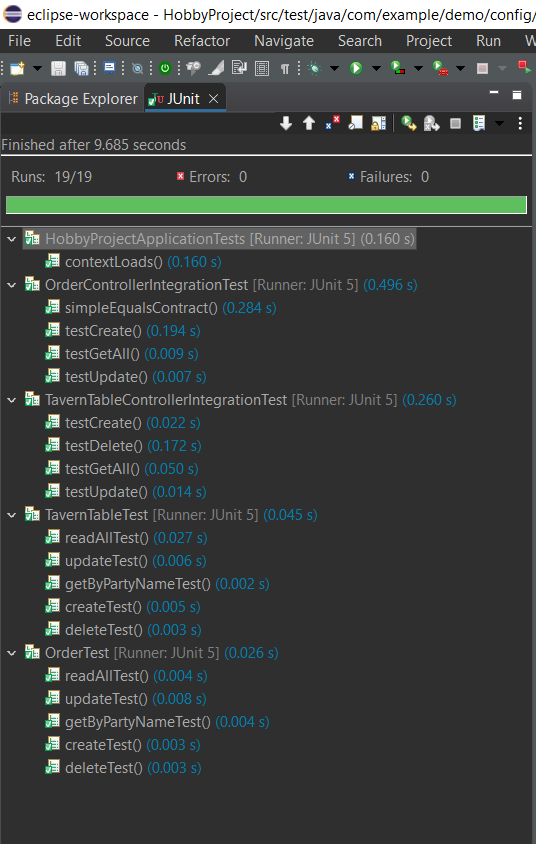 eclipse-workspace - HobbyProject/src/test/java/com/example/demo/config/
File Edit Source Refactor Navigate Search Project Run
Package Explorer JUnit
Finished after 9.685 seconds
Runs: 19/19 Errors: 0 Failures: 0
HobbyProjectApplicationTests [Runner: JUnit 5] (0.160 s)
contextLoads() (0.160 s)
OrderControllerIntegrationTest [Runner: JUnit 5] (0.496 s)
simpleEqualsContract() (0.284 s)
testCreate() (0.194 s)
testGetAll() (0.009 s)
testUpdate() (0.007 s)
TavernTableControllerIntegrationTest [Runner: JUnit 5] (0.260 s)
testCreate() (0.022 s)
testDelete() (0.172 s)
testGetAll() (0.050 s)
testUpdate() (0.014 s)
TavernTableTest [Runner: JUnit 5] (0.045 s)
readAllTest() (0.027 s)
updateTest() (0.006 s)
getByPartyNameTest() (0.002 s)
createTest() (0.005 s)
deleteTest() (0.003 s)
OrderTest [Runner: JUnit 5] (0.026 s)
readAllTest() (0.004 s)
updateTest() (0.008 s)
getByPartyNameTest() (0.004 s)
createTest() (0.003 s)
deleteTest() (0.003 s)